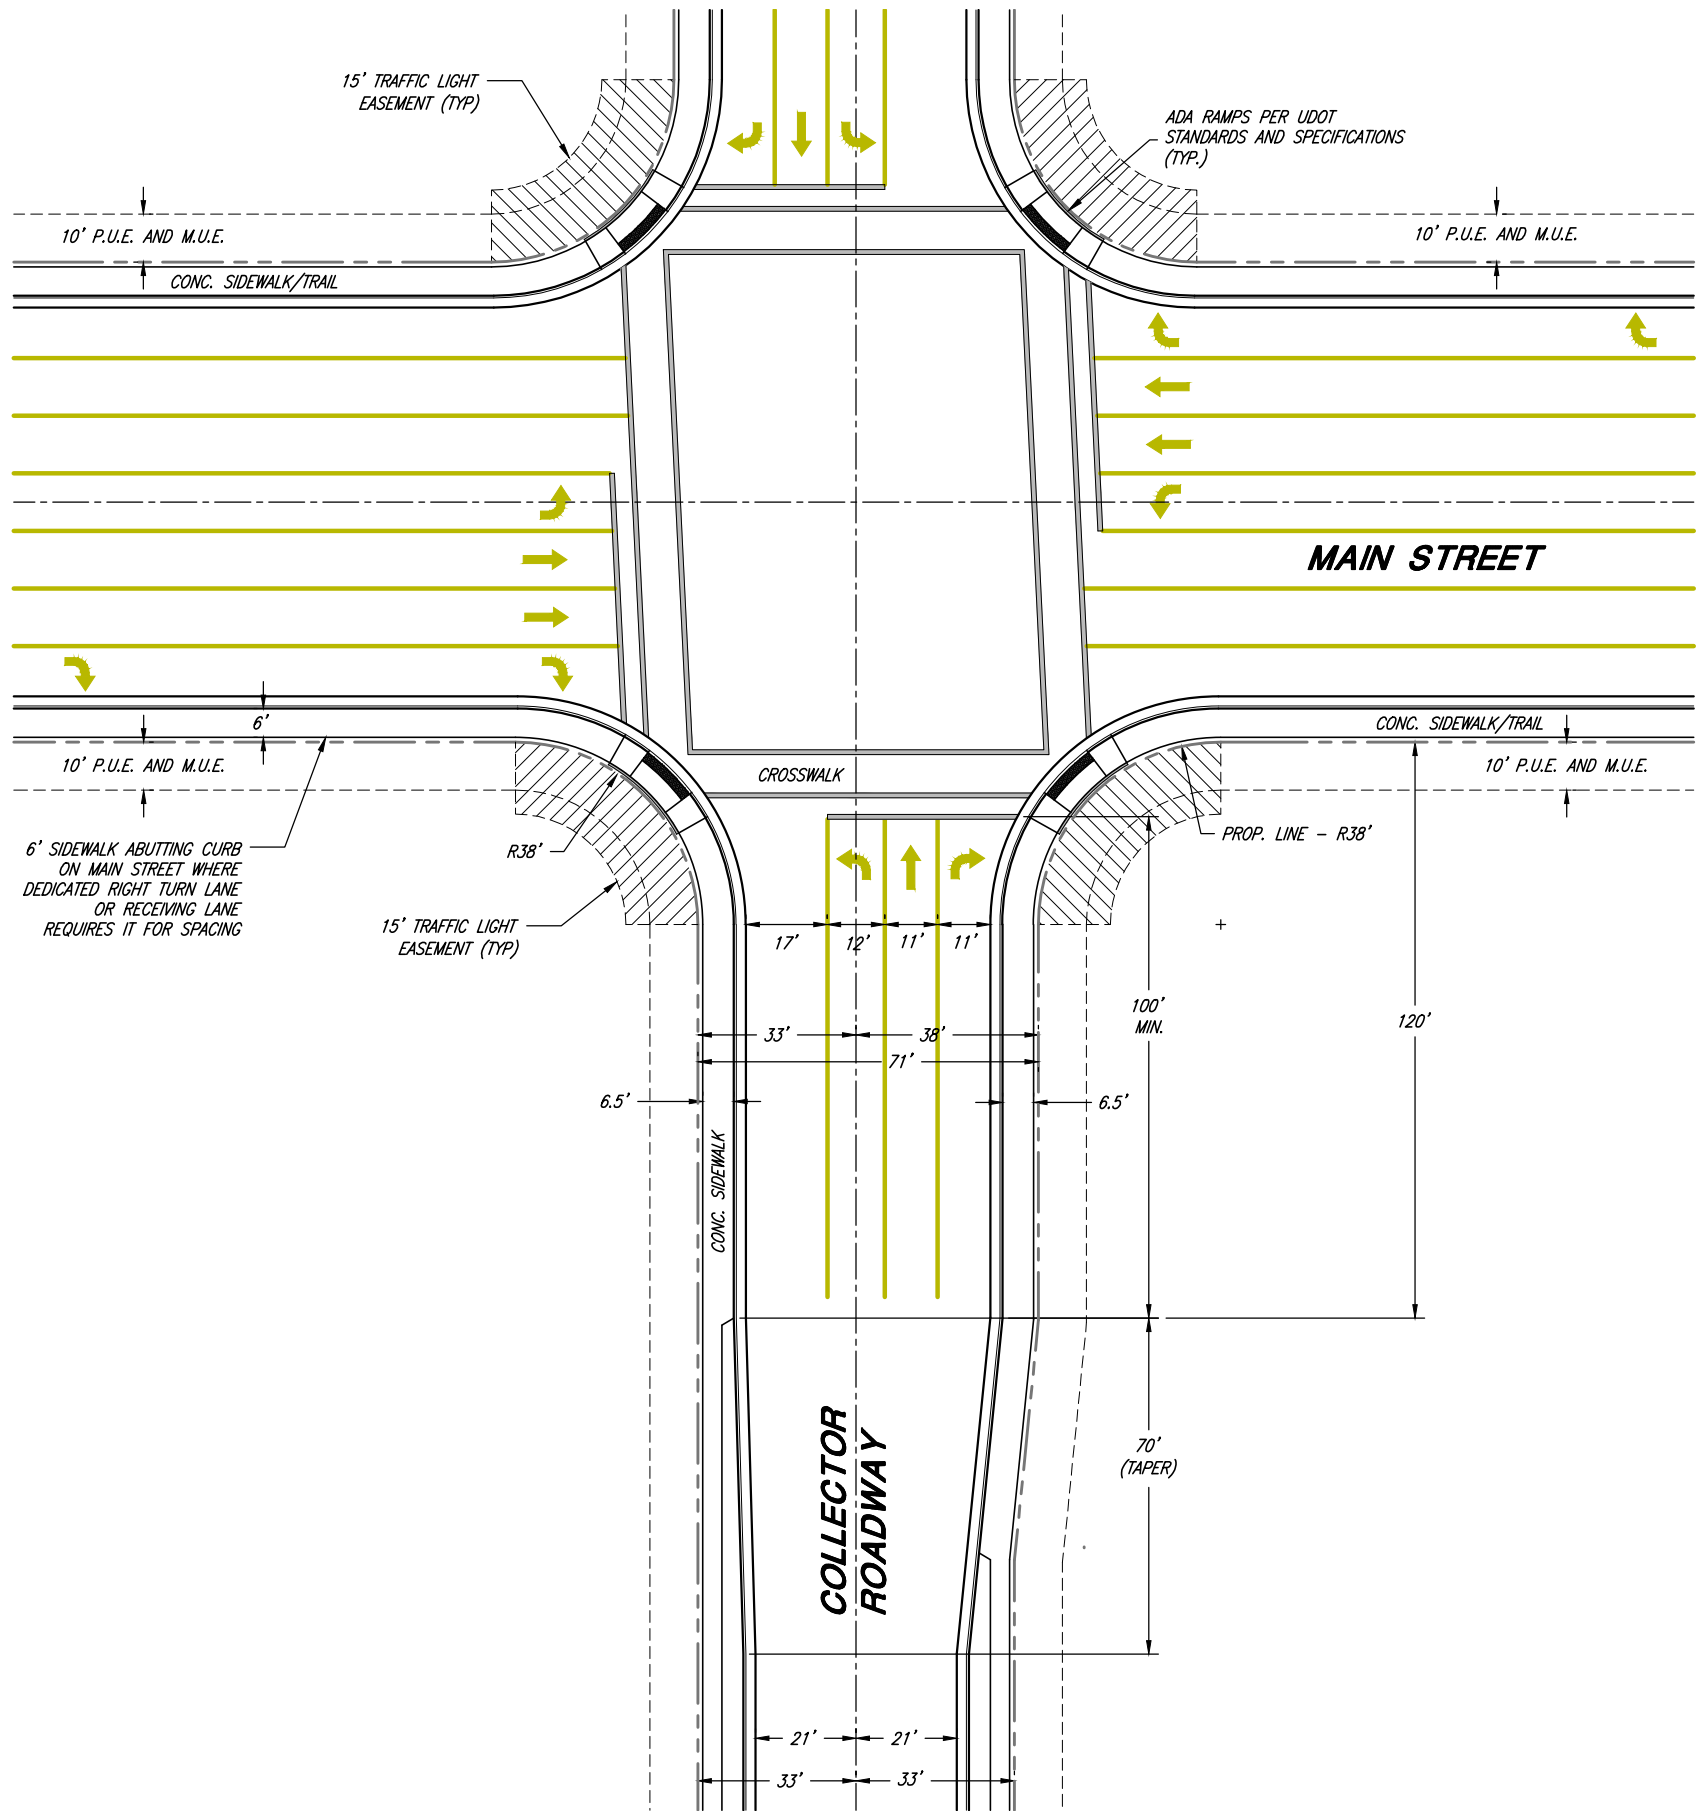 15' TRAFFIC LIGHT
EASEMENT (TYP)
ADA RAMPS PER UDOT
STANDARDS AND SPECIFICATIONS
(TYP.)
10' P.U.E. AND M.U.E.
10' P.U.E. AND M.U.E.
CONC. SIDEWALK/TRAIL
MAIN STREET
6'
CONC. SIDEWALK/TRAIL
10' P.U.E. AND M.U.E.
10' P.U.E. AND M.U.E.
CROSSWALK
6' SIDEWALK ABUTTING CURB
ON MAIN STREET WHERE
DEDICATED RIGHT TURN LANE
OR RECEIVING LANE
REQUIRES IT FOR SPACING
R38'
PROP. LINE - R38'
15' TRAFFIC LIGHT
EASEMENT (TYP)
17'
12'
11'
11'
100'
MIN.
120'
33'
38'
71'
6.5'
6.5'
CONC. SIDEWALK
COLLECTOR
ROADWAY
70'
(TAPER)
21'
21'
33'
33'